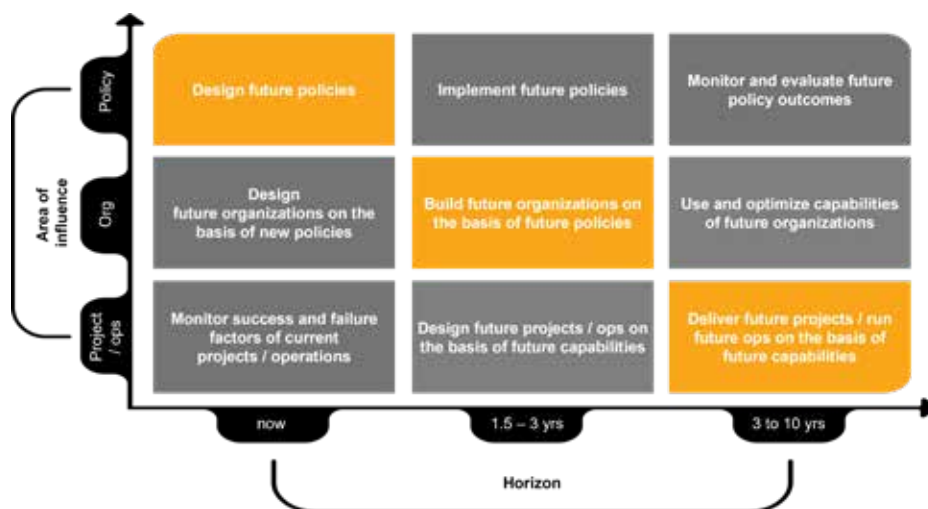 Area of
influence
Policy
Design future policies
Implement future policies
Monitor and evaluate future
policy outcomes
Org
Design
future organizations on the
basis of new policies
Build future organizations on
the basis of future policies
Use and optimize capabilities
of future organizations
Project
/ ops
Monitor success and failure
factors of current
projects / operations
Design future projects / ops on
the basis of future capabilities
Deliver future projects / run
future ops on the basis of
future capabilities
now
1.5 – 3 yrs
3 to 10 yrs
Horizon